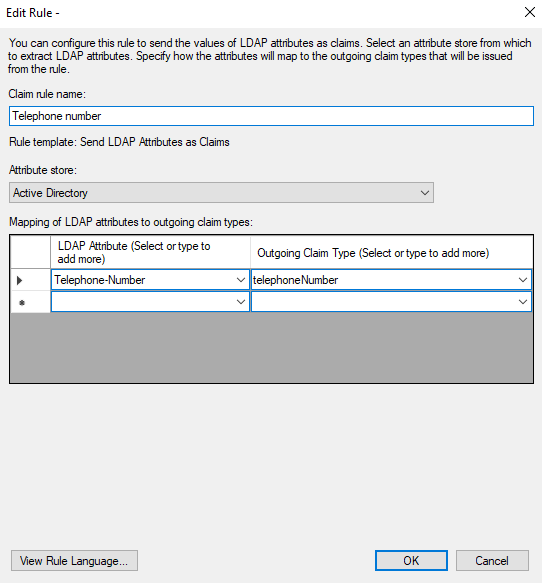 Edit Rule -
You can configure this rule to send the values of LDAP attributes as claims. Select an attribute store from which
to extract LDAP attributes. Specify how the attributes will map to the outgoing claim types that will be issued
from the rule.
Claim rule name:
Telephone number
Rule template: Send LDAP Attributes as Claims
Attribute store:
Active Directory
Mapping of LDAP attributes to outgoing claim types:
LDAP Attribute (Select or type to
add more)
Outgoing Claim Type (Select or type to add more)
Telephone-Number
telephoneNumber
View Rule Language...
OK
Cancel